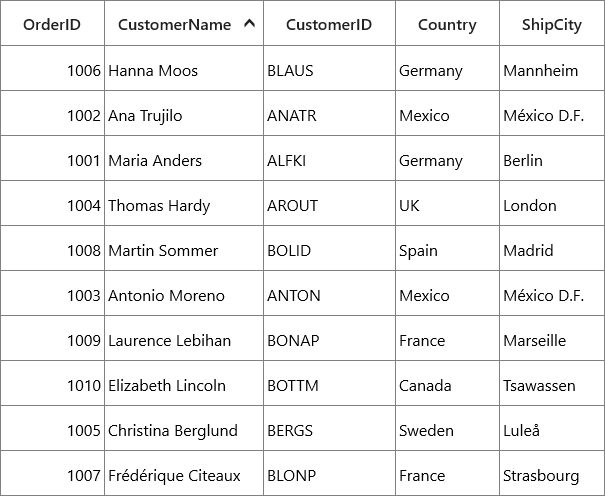 OrderID CustomerName CustomerID Country ShipCity
1006 Hanna Moos BLAUS Germany Mannheim
1002 Ana Trujilo ANATR Mexico México D.F.
1001 Maria Anders ALFKI Germany Berlin
1004 Thomas Hardy AROUT UK London
1008 Martin Sommer BOLID Spain Madrid
1003 Antonio Moreno ANTON Mexico México D.F.
1009 Laurence Lebihan BONAP France Marseille
1010 Elizabeth Lincoln BOTTM Canada Tsawassen
1005 Christina Berglund BERGS Sweden Luleå
1007 Frédérique Citeaux BLONP France Strasbourg